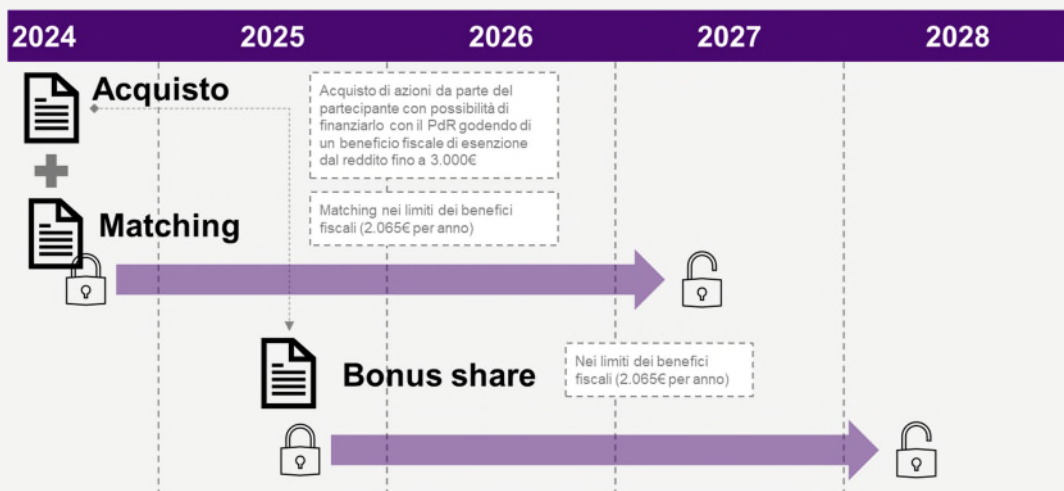 2024 2025 2026 2027 2028
Acquisto
Acquisto di azioni da parte del
partecipante con possibilità di
finanziarlo con il PdR godendo di
un beneficio fiscale di esenzione
dal reddito fino a 3.000€
Matching
Matching nei limiti dei benefici
fiscali (2.065€ per anno)
Bonus share
Nei limiti dei benefici
fiscali (2.065€ per anno)